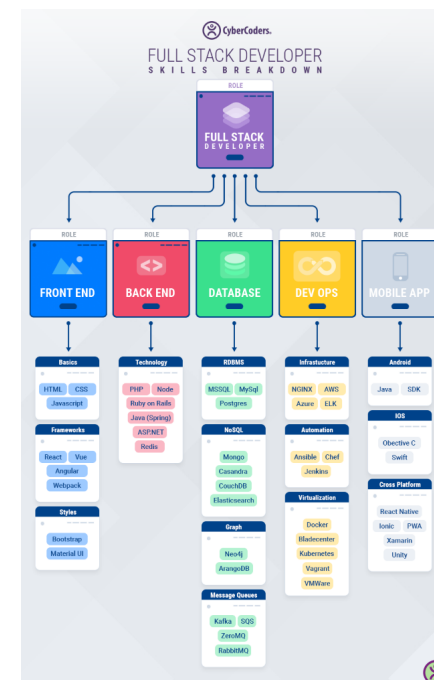 CyberCoders.
FULL STACK DEVELOPER
SKILLS BREAKDOWN
ROLE
FULL STACK
DEVELOPER
ROLE
FRONT END
Basics
HTML CSS
Javascript
Frameworks
React Vue
Angular
Webpack
Styles
Bootstrap
Material UI
ROLE
BACK END
Technology
PHP Node
Ruby on Rails
Java (Spring)
ASP.NET
Redis
ROLE
DATABASE
RDBMS
MSSQL MySql
Postgres
NoSQL
Mongo
Casandra
CouchDB
Elasticsearch
Graph
Neo4j
ArangoDB
Message Queues
Kafka SQS
ZeroMQ
RabbitMQ
ROLE
DEV OPS
Infrastucture
NGINX AWS
Azure ELK
Automation
Ansible Chef
Jenkins
Virtualization
Docker
Bladecenter
Kubernetes
Vagrant
VMWare
ROLE
MOBILE APP
Android
Java SDK
IOS
Obective C
Swift
Cross Platform
React Native
Ionic PWA
Xamarin
Unity